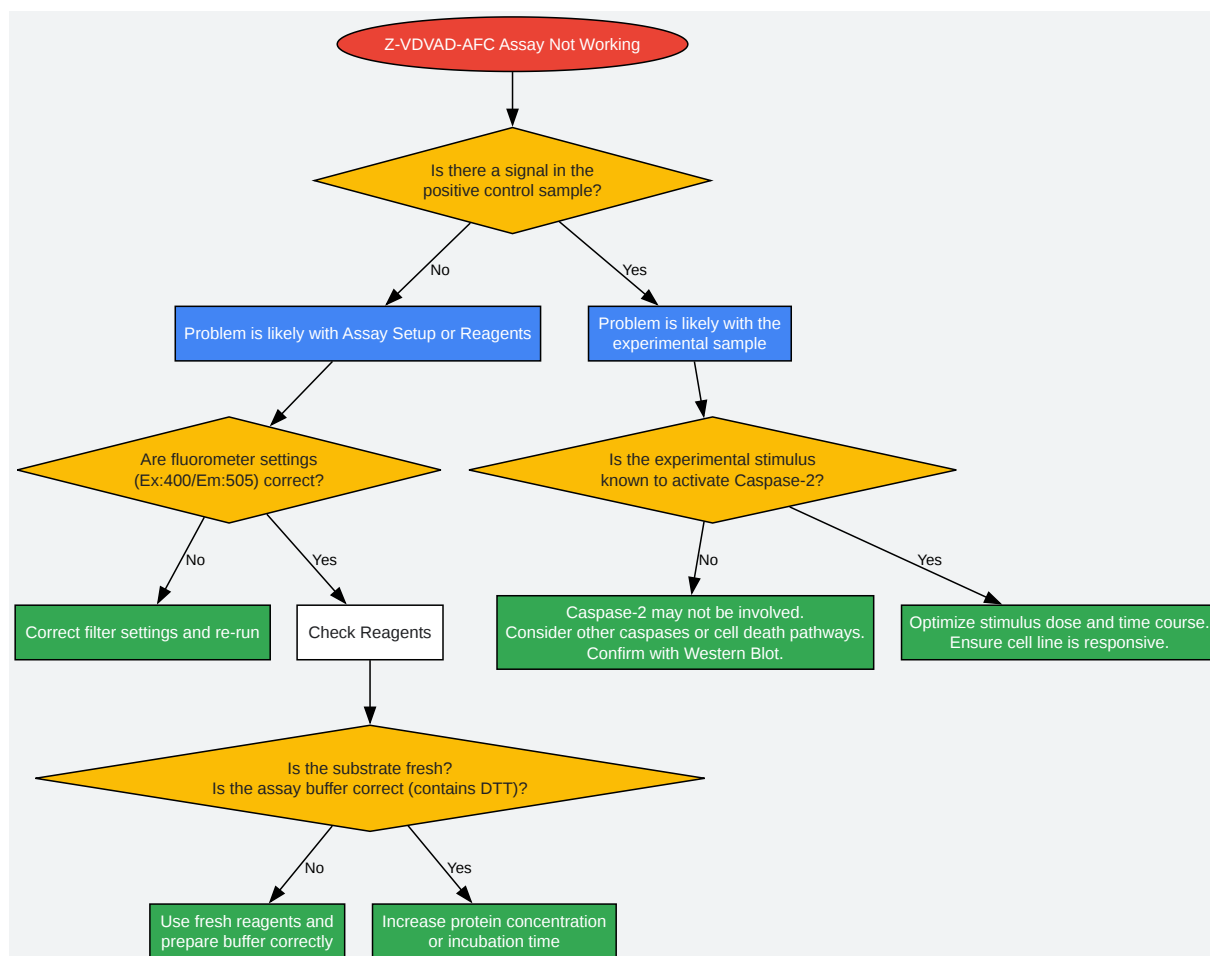 Z-VDVAD-AFC Assay Not Working
Is there a signal in the
positive control sample?
No
Yes
Problem is likely with Assay Setup or Reagents
Problem is likely with the
experimental sample
Are fluorometer settings
(Ex:400/Em:505) correct?
Is the experimental stimulus
known to activate Caspase-2?
No
Yes
No
Yes
Correct filter settings and re-run
Check Reagents
Caspase-2 may not be involved.
Consider other caspases or cell death pathways.
Confirm with Western Blot.
Optimize stimulus dose and time course.
Ensure cell line is responsive.
Is the substrate fresh?
Is the assay buffer correct (contains DTT)?
No
Yes
Use fresh reagents and
prepare buffer correctly
Increase protein concentration
or incubation time